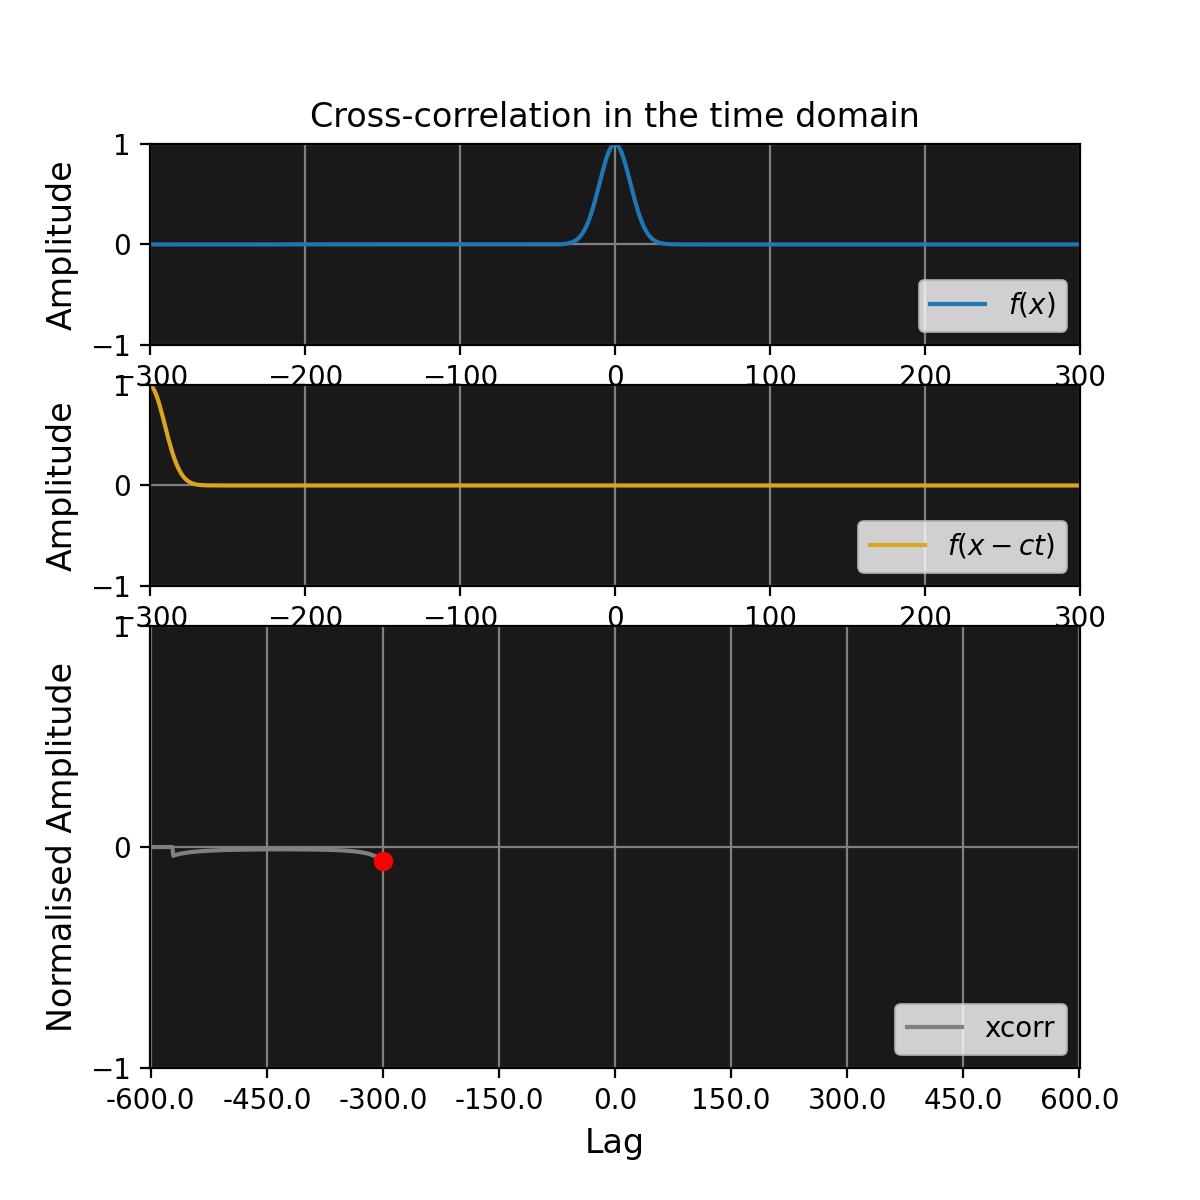 Cross-correlation in the time domain
Amplitude
1
0
−1
f(x)
−300 −200 −100 0 100 200 300
Amplitude
1
0
−1
f(x − ct)
−300 −200 −100 0 100 200 300
Normalised Amplitude
1
0
−1
xcorr
-600.0 -450.0 -300.0 -150.0 0.0 150.0 300.0 450.0 600.0
Lag